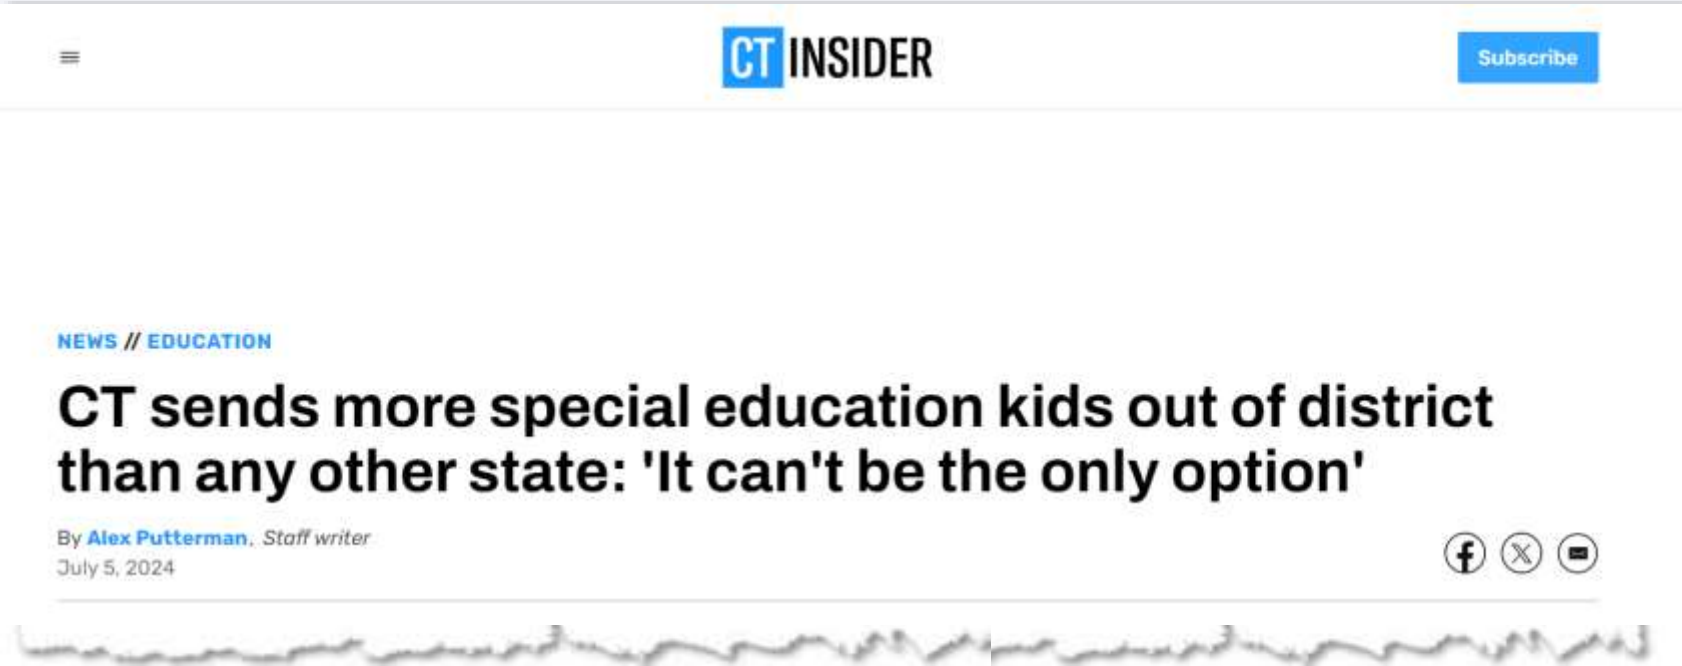 CT INSIDER
Subscribe
NEWS // EDUCATION
CT sends more special education kids out of district
than any other state: 'It can't be the only option'
By Alex Putterman, Staff writer
July 5, 2024